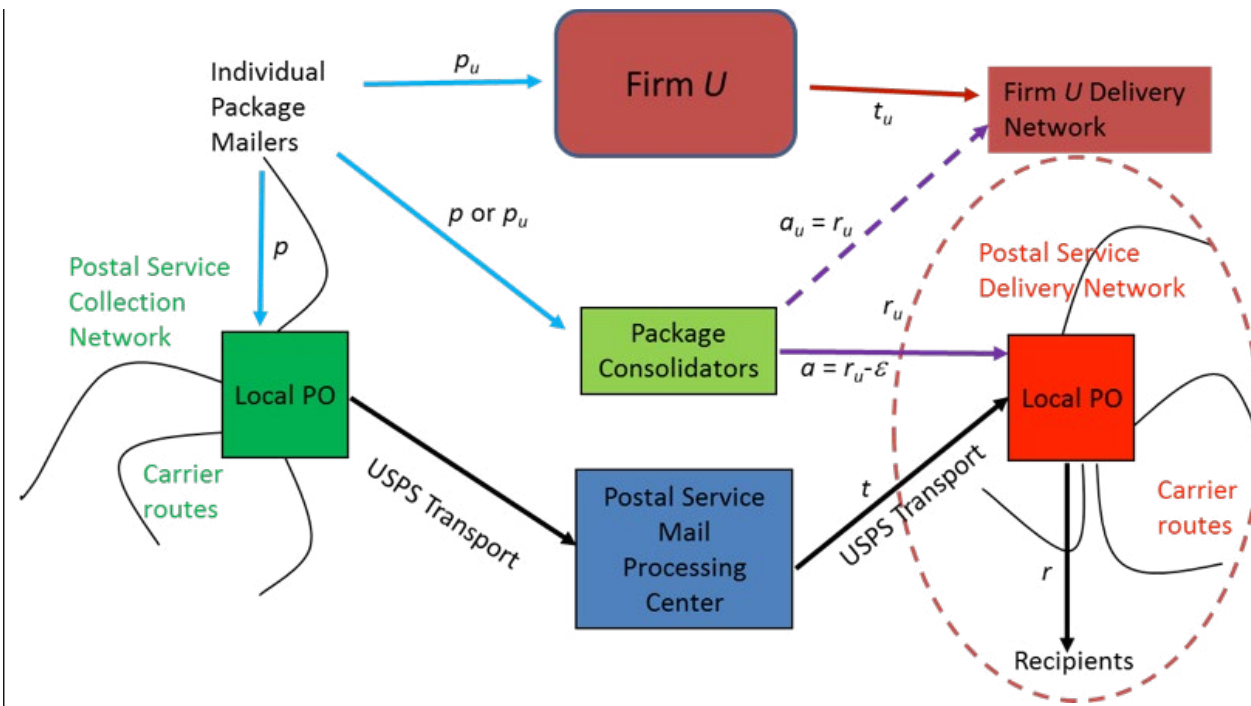 Individual
Package
Mailers
p_u
Firm U
t_u
Firm U Delivery
Network
p or p_u
a_u = r_u
p
Postal Service
Collection
Network
Postal Service
Delivery Network
r_u
Package
Consolidators
a = r_u-ε
Local PO
Local PO
Carrier
routes
USPS Transport
Postal Service
Mail
Processing
Center
t
USPS Transport
Carrier
routes
r
Recipients